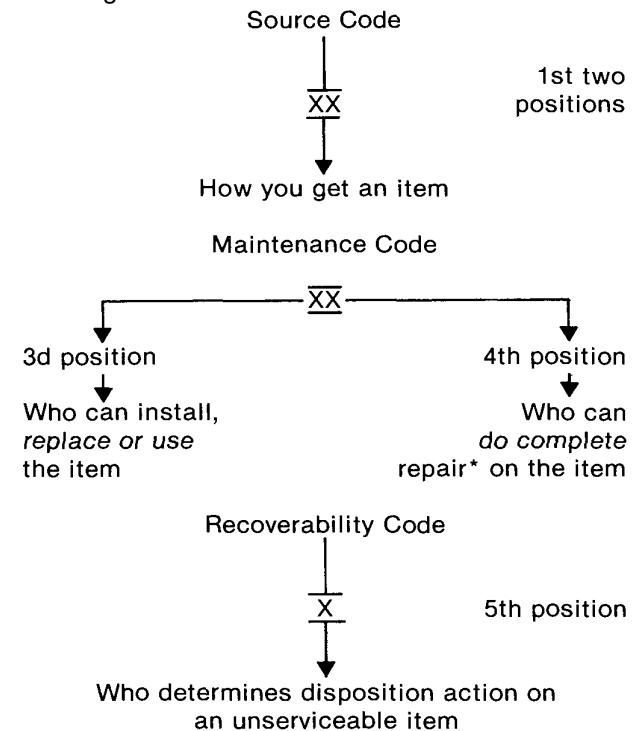 Source Code
1st two
XX
positions
How you get an item
Maintenance Code
XX
3d position
4th position
Who can install,
replace or use
the item
Who can
do complete
repair* on the item
Recoverability Code
X
5th position
Who determines disposition action on
an unserviceable item